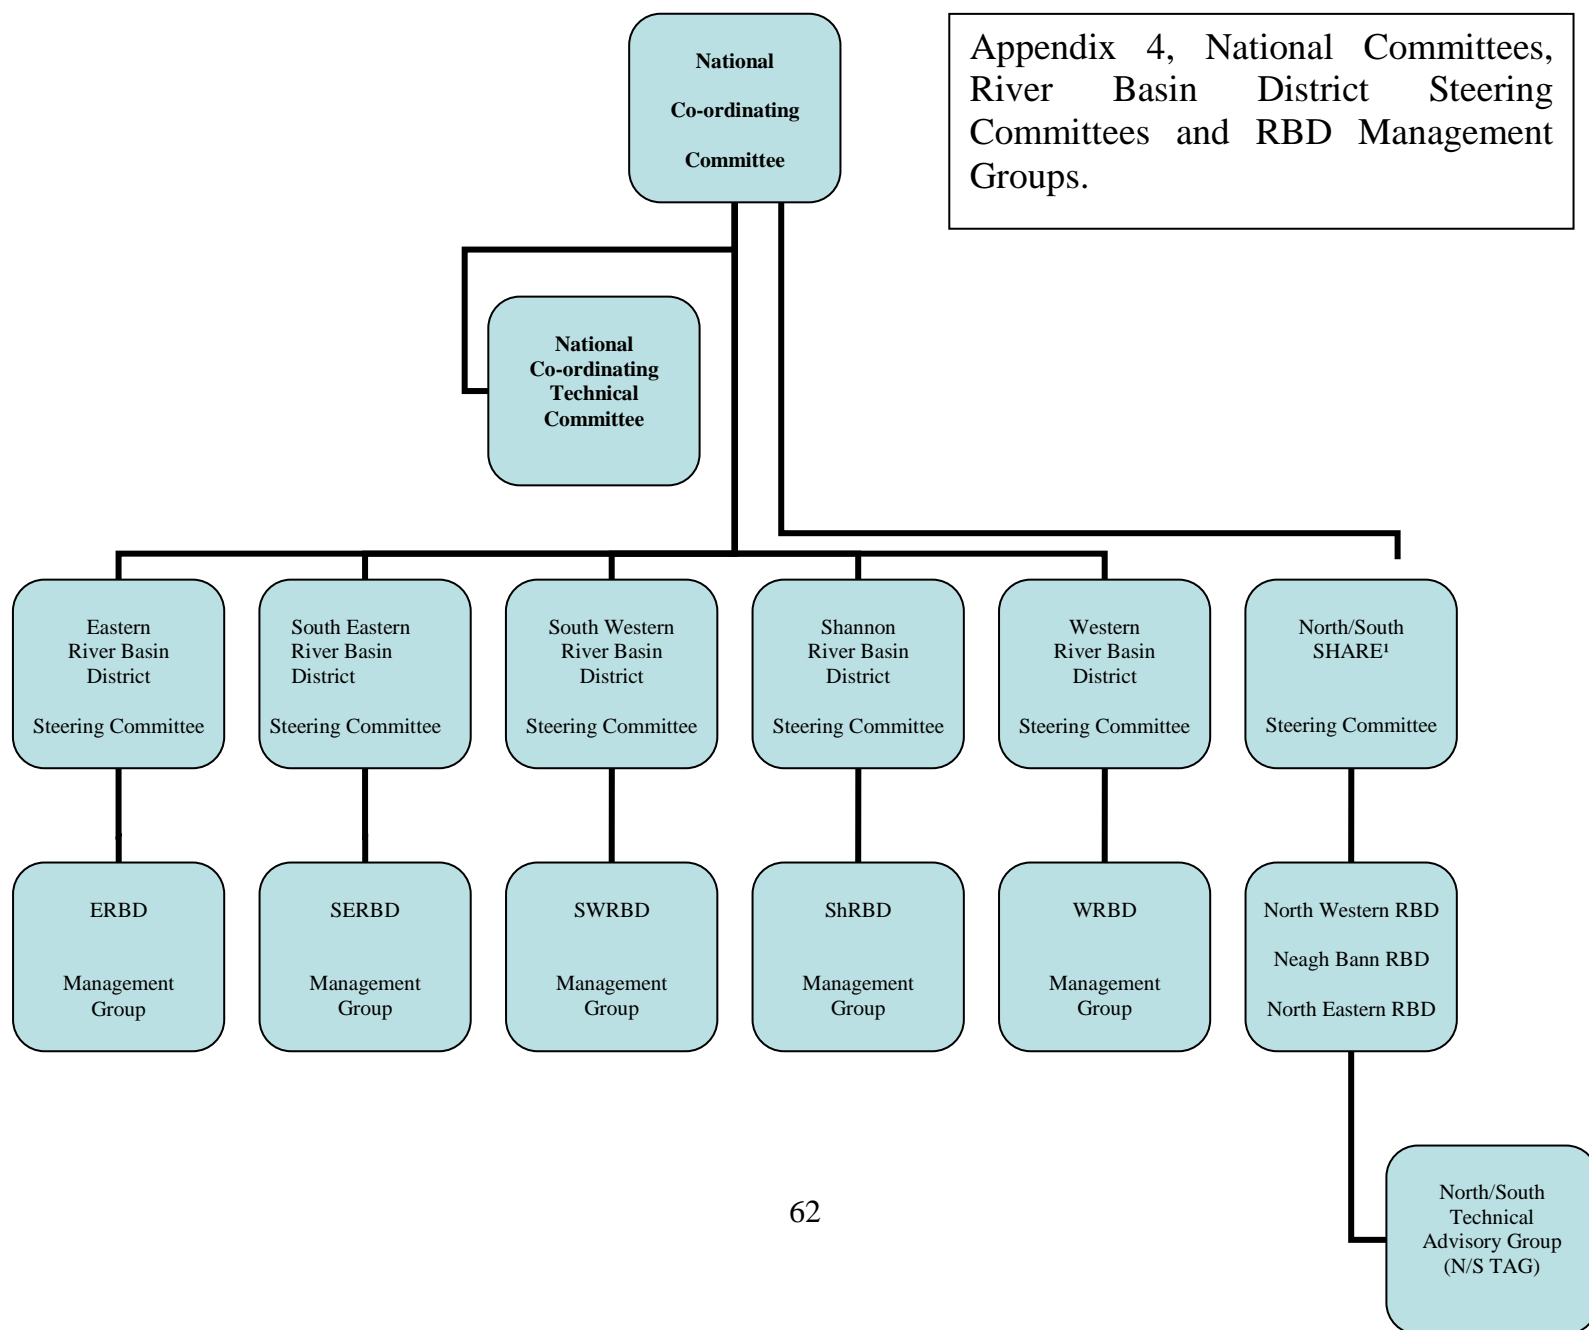 National
Co-ordinating
Committee
Appendix 4, National Committees,
River Basin District Steering
Committees and RBD Management
Groups.
National
Co-ordinating
Technical
Committee
Eastern
River Basin
District
Steering Committee
South Eastern
River Basin
District
Steering Committee
South Western
River Basin
District
Steering Committee
Shannon
River Basin
District
Steering Committee
Western
River Basin
District
Steering Committee
North/South
SHARE¹
Steering Committee
ERBD
Management
Group
SERBD
Management
Group
SWRBD
Management
Group
ShRBD
Management
Group
WRBD
Management
Group
North Western RBD
Neagh Bann RBD
North Eastern RBD
North/South
Technical
Advisory Group
(N/S TAG)
62